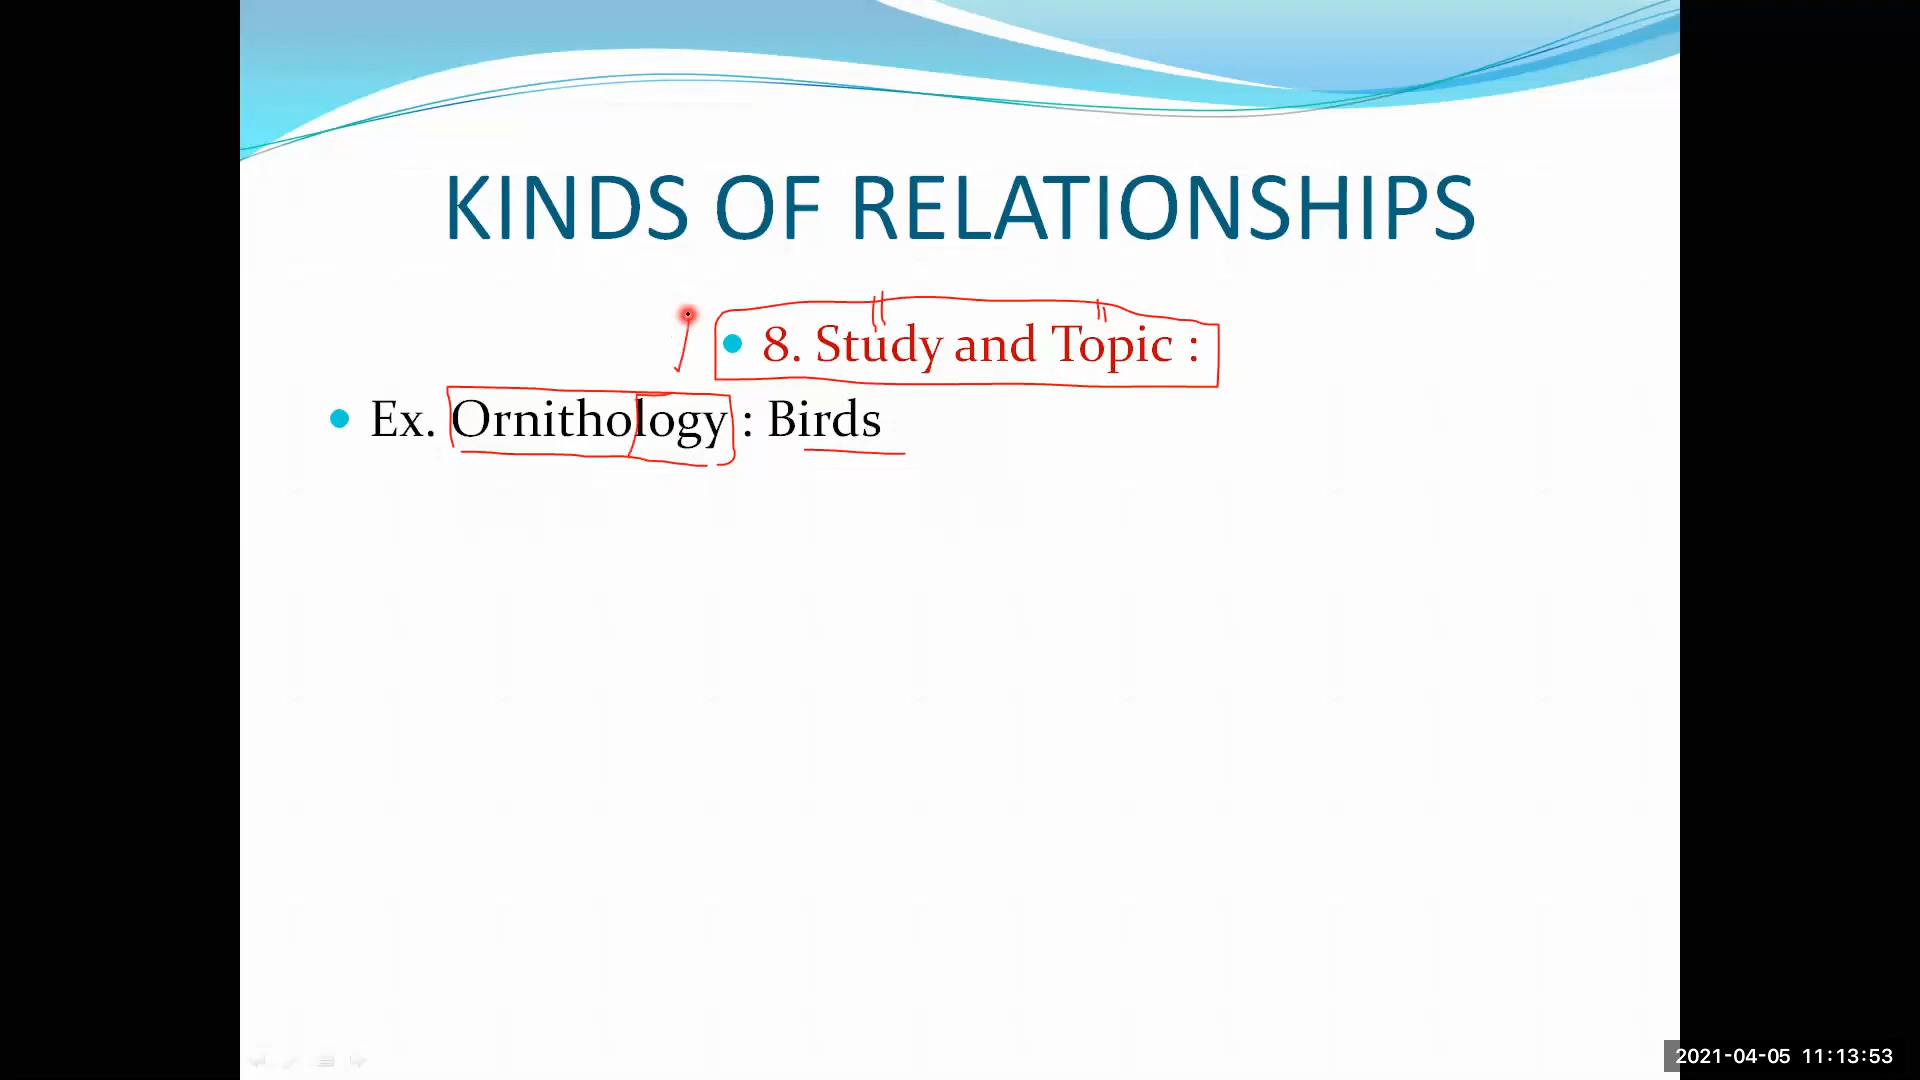 KINDS OF RELATIONSHIPS
8. Study and Topic :
Ex. Ornithology : Birds
2021-04-05 11:13:53